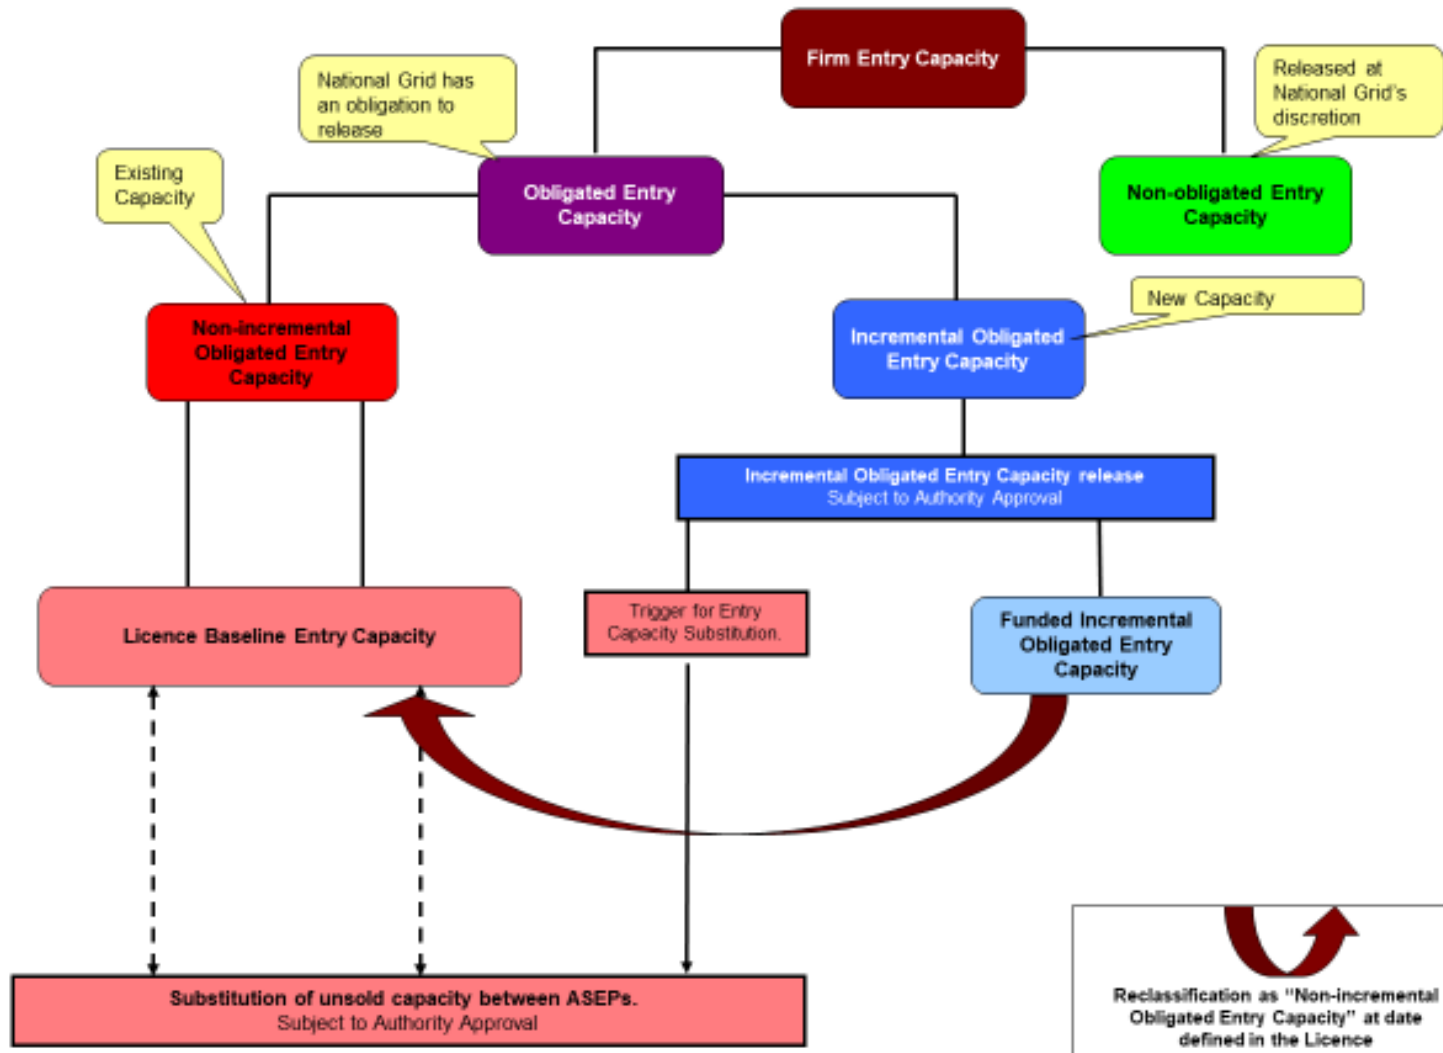 Firm Entry Capacity
National Grid has
an obligation to
release
Released at
National Grid's
discretion
Existing
Capacity
Obligated Entry
Capacity
Non-obligated Entry
Capacity
New Capacity
Non-incremental
Obligated Entry
Capacity
Incremental Obligated
Entry Capacity
Incremental Obligated Entry Capacity release
Subject to Authority Approval
Licence Baseline Entry Capacity
Trigger for Entry
Capacity Substitution.
Funded Incremental
Obligated Entry
Capacity
Substitution of unsold capacity between ASEPs.
Subject to Authority Approval
Reclassification as “Non-incremental
Obligated Entry Capacity” at date
defined in the Licence